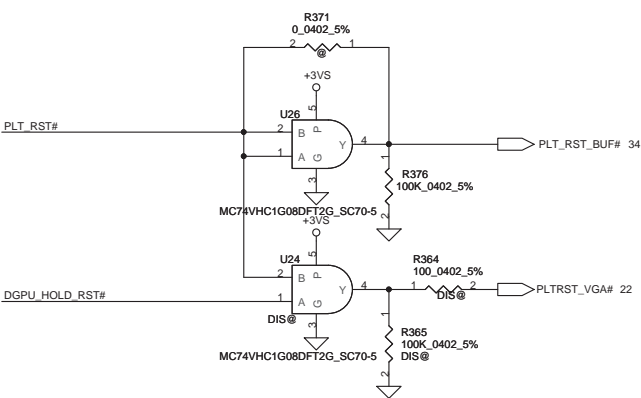 R371
0_0402_5%
2 1
@
+3VS
U26
5
PLT_RST#
2 B P
Y 4
1 A G
PLT_RST_BUF# 34
3
1
R376
100K_0402_5%
2
MC74VHC1G08DFT2G_SC70-5
+3VS
U24
5
R364
100_0402_5%
2 B P
Y 4
1 2
DIS@
PLTRST_VGA# 22
DGPU_HOLD_RST#
1 A G
DIS@
3
1
R365
100K_0402_5%
DIS@
MC74VHC1G08DFT2G_SC70-5
2